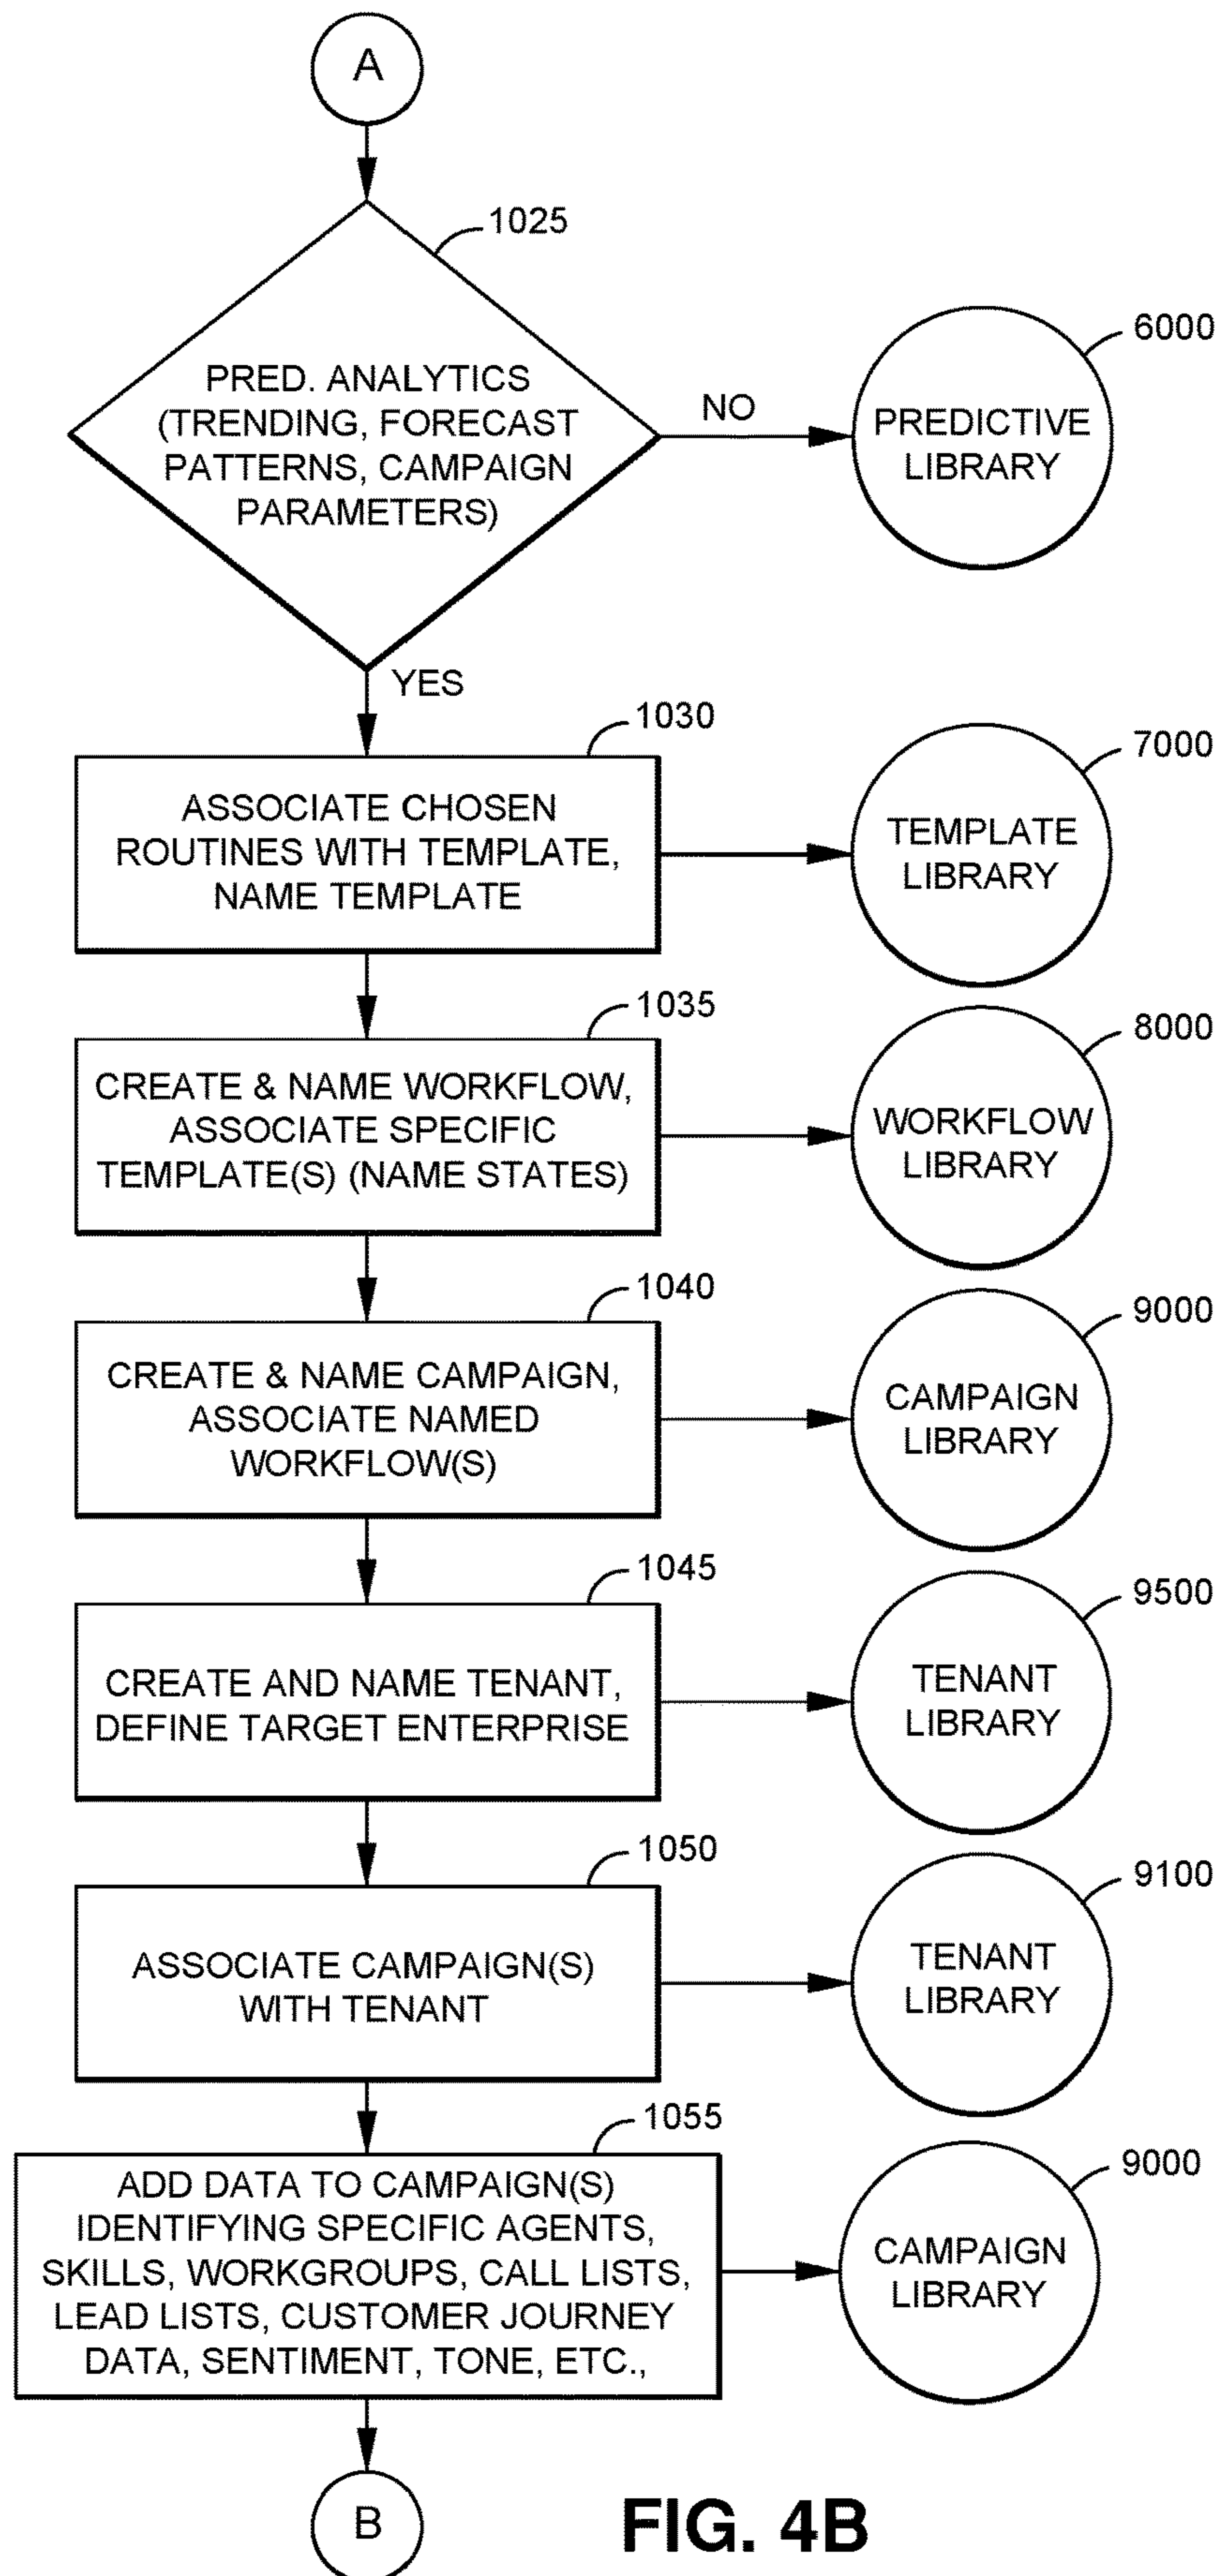 A
1025
PRED. ANALYTICS
(TRENDING, FORECAST
PATTERNS, CAMPAIGN
PARAMETERS)
NO
6000
PREDICTIVE
LIBRARY
YES
1030
ASSOCIATE CHOSEN
ROUTINES WITH TEMPLATE,
NAME TEMPLATE
7000
TEMPLATE
LIBRARY
1035
CREATE & NAME WORKFLOW,
ASSOCIATE SPECIFIC
TEMPLATE(S) (NAME STATES)
8000
WORKFLOW
LIBRARY
1040
CREATE & NAME CAMPAIGN,
ASSOCIATE NAMED
WORKFLOW(S)
9000
CAMPAIGN
LIBRARY
1045
CREATE AND NAME TENANT,
DEFINE TARGET ENTERPRISE
9500
TENANT
LIBRARY
1050
ASSOCIATE CAMPAIGN(S)
WITH TENANT
9100
TENANT
LIBRARY
1055
ADD DATA TO CAMPAIGN(S)
IDENTIFYING SPECIFIC AGENTS,
SKILLS, WORKGROUPS, CALL LISTS,
LEAD LISTS, CUSTOMER JOURNEY
DATA, SENTIMENT, TONE, ETC.,
9000
CAMPAIGN
LIBRARY
B
FIG. 4B